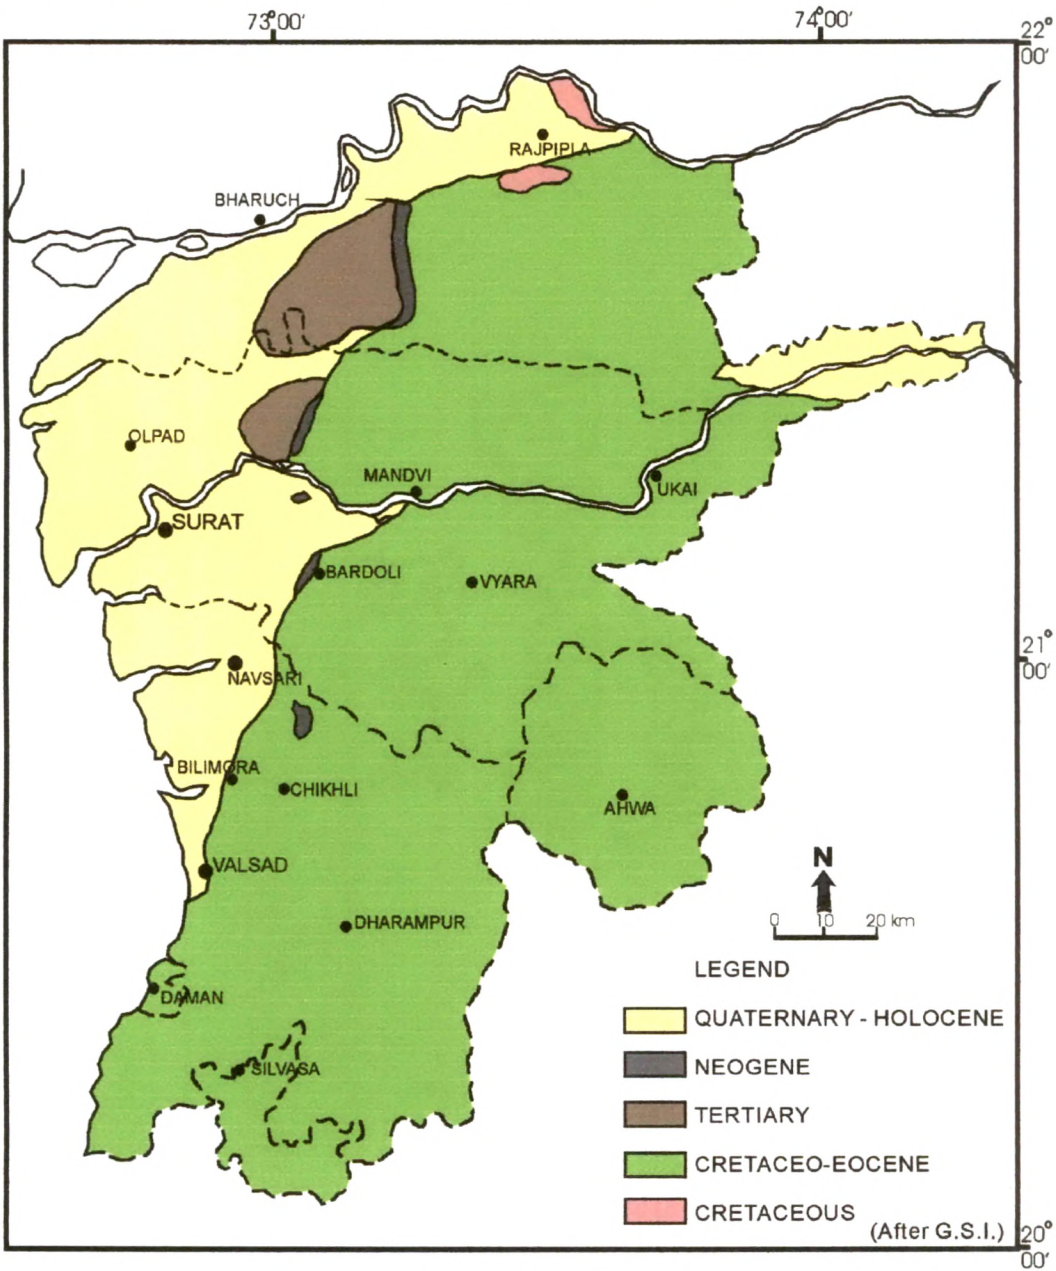 73°00'
74°00'
22°
00'
RAJPIPLA
BHARUCH
OLPAD
MANDVI
UKAI
SURAT
BARDOLI
VYARA
21°
00'
NAVSARI
BILIMORA
CHIKHLI
AHWA
VALSAD
N
0 10 20 km
DHARAMPUR
LEGEND
DAMAN
QUATERNARY - HOLOCENE
SILVASA
NEOGENE
TERTIARY
CRETACEO-EOCENE
CRETACEOUS
(After G.S.I.)
20°
00'